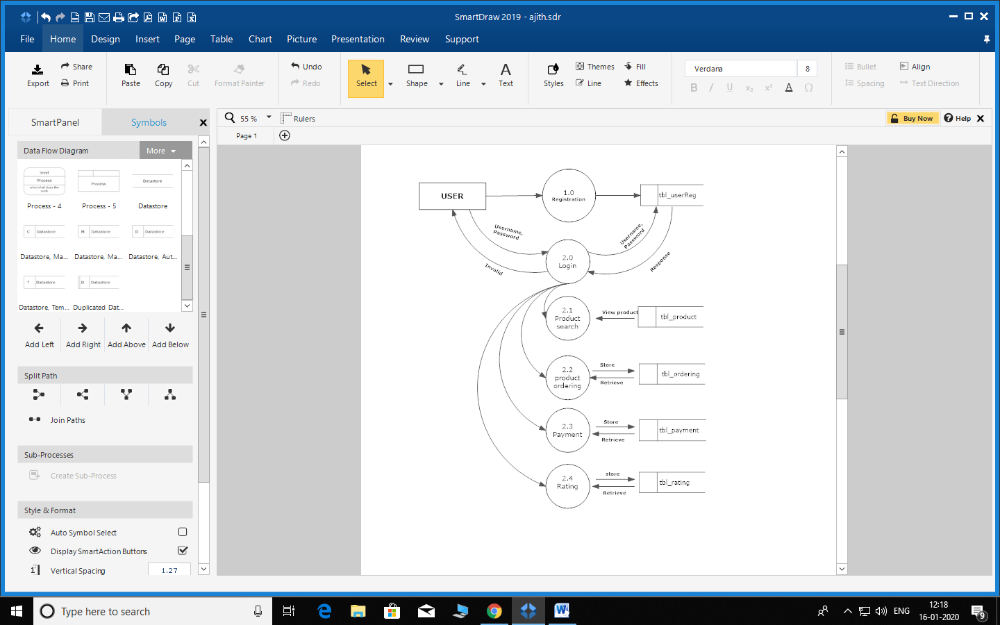 SmartDraw 2019 - ajith.sdr
File Home Design Insert Page Table Chart Picture Presentation Review Support
Export
Share
Print
Paste
Copy
Cut
Format Painter
Undo
Redo
Select
Shape
Line
Text
Styles
Themes
Line
Fill
Effects
Verdana 8
B I U x₂ x² A Ω
Bullet
Spacing
Align
Text Direction
SmartPanel Symbols
55 % Rulers
Buy Now Help
Page 1
Data Flow Diagram More
level
Process
who/what does the
work
Process
Datastore
Process - 4 Process - 5 Datastore
C Datastore M Datastore D Datastore
Datastore, Ma... Datastore, Ma... Datastore, Aut...
T Datastore D Datastore
Datastore, Tem... Duplicated Dat...
Add Left Add Right Add Above Add Below
Split Path
Join Paths
Sub-Processes
Create Sub-Process
Style & Format
Auto Symbol Select
Display SmartAction Buttons
Vertical Spacing 1.27
USER
1.0
Registration
tbl_userReg
Username,
Password
Username,
Password
Invalid
Response
2.0
Login
2.1
Product
search
View product
tbl_product
2.2
product
ordering
Store
Retrieve
tbl_ordering
2.3
Payment
Store
Retrieve
tbl_payment
2.4
Rating
store
Retrieve
tbl_rating
Type here to search
ENG
12:18
16-01-2020
9